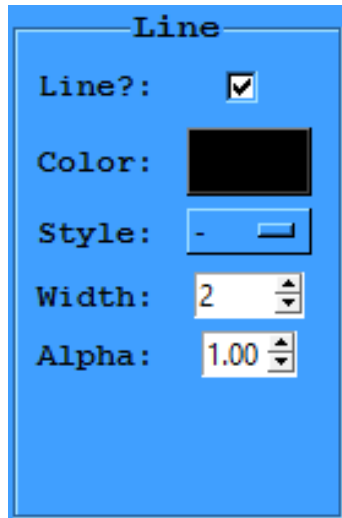 Line
Line?:
Color:
Style: -
Width: 2
Alpha: 1.00